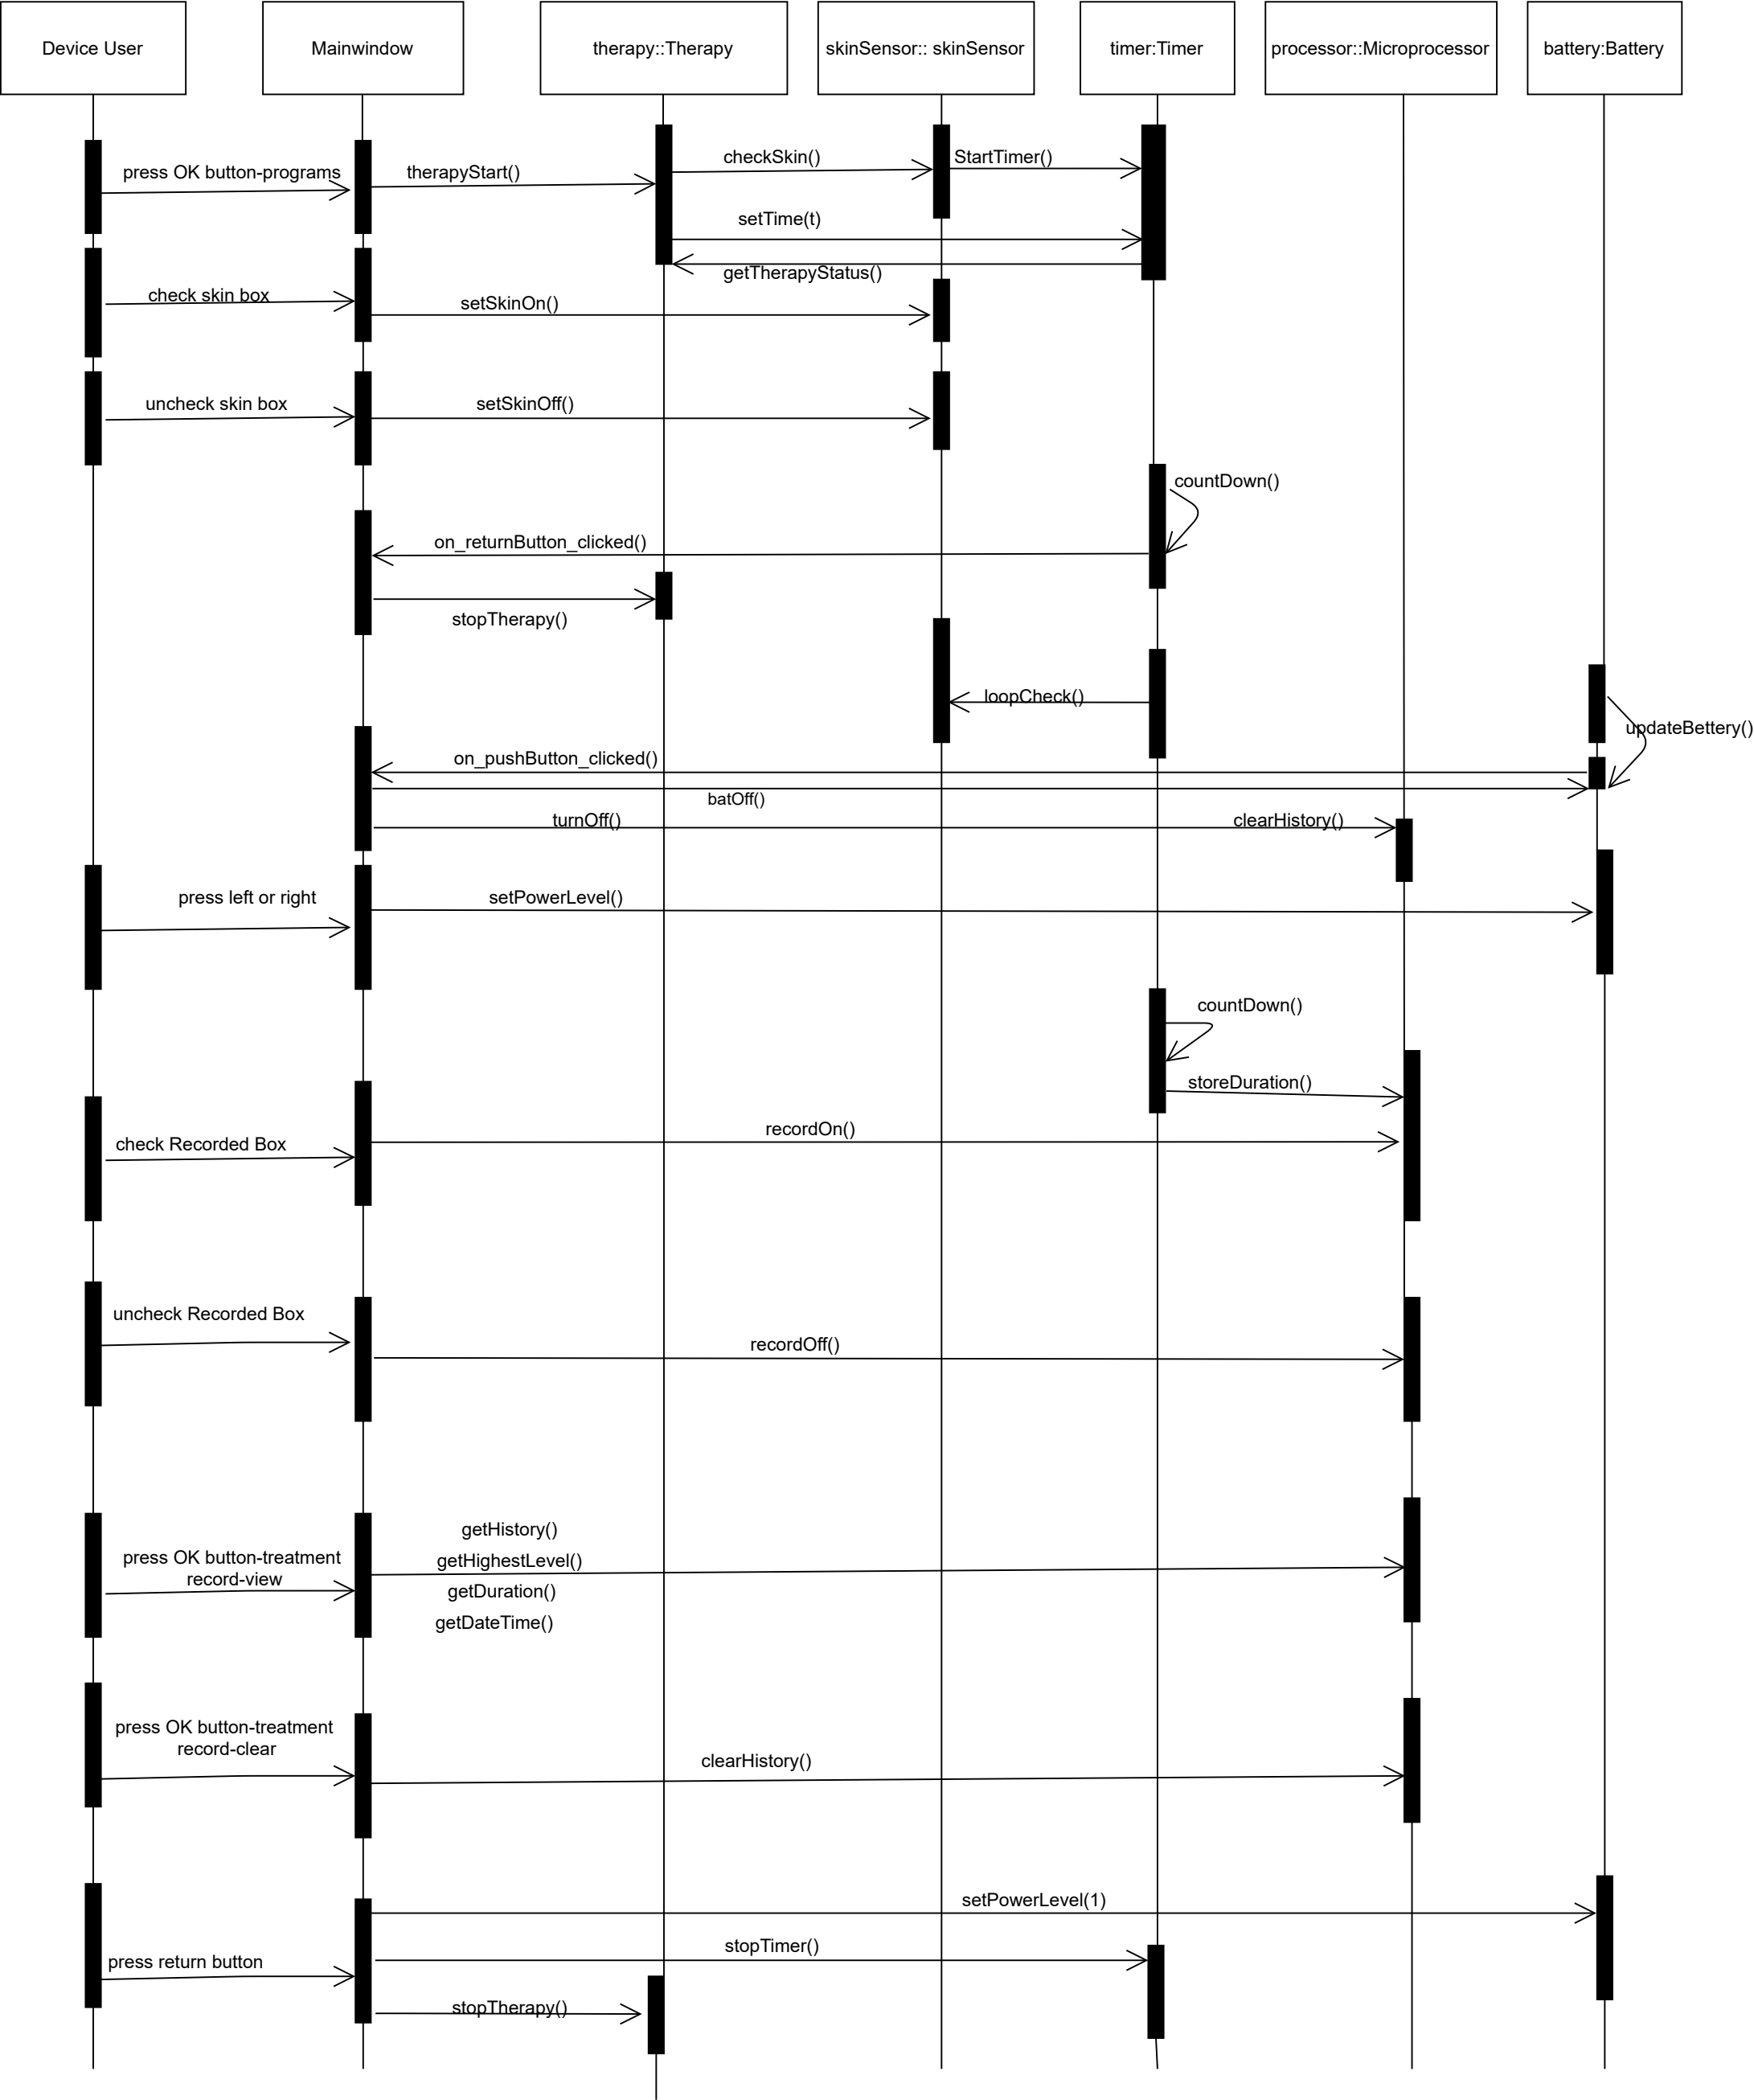 Device User
Mainwindow
therapy::Therapy
skinSensor:: skinSensor
timer:Timer
processor::Microprocessor
battery:Battery
press OK button-programs
therapyStart()
checkSkin()
StartTimer()
setTime(t)
getTherapyStatus()
check skin box
setSkinOn()
uncheck skin box
setSkinOff()
countDown()
on_returnButton_clicked()
stopTherapy()
loopCheck()
updateBettery()
on_pushButton_clicked()
batOff()
turnOff()
clearHistory()
press left or right
setPowerLevel()
countDown()
storeDuration()
recordOn()
check Recorded Box
uncheck Recorded Box
recordOff()
getHistory()
press OK button-treatment
record-view
getHighestLevel()
getDuration()
getDateTime()
press OK button-treatment
record-clear
clearHistory()
setPowerLevel(1)
stopTimer()
press return button
stopTherapy()